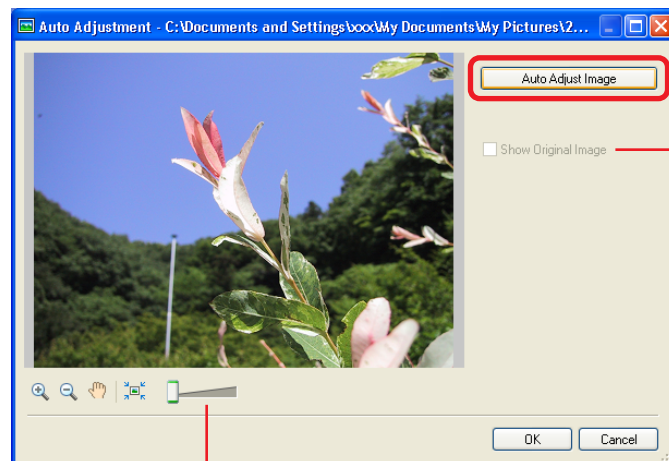 Auto Adjustment - C:\Documents and Settings\xxx\My Documents\My Pictures\2...
Auto Adjust Image
Show Original Image
OK
Cancel